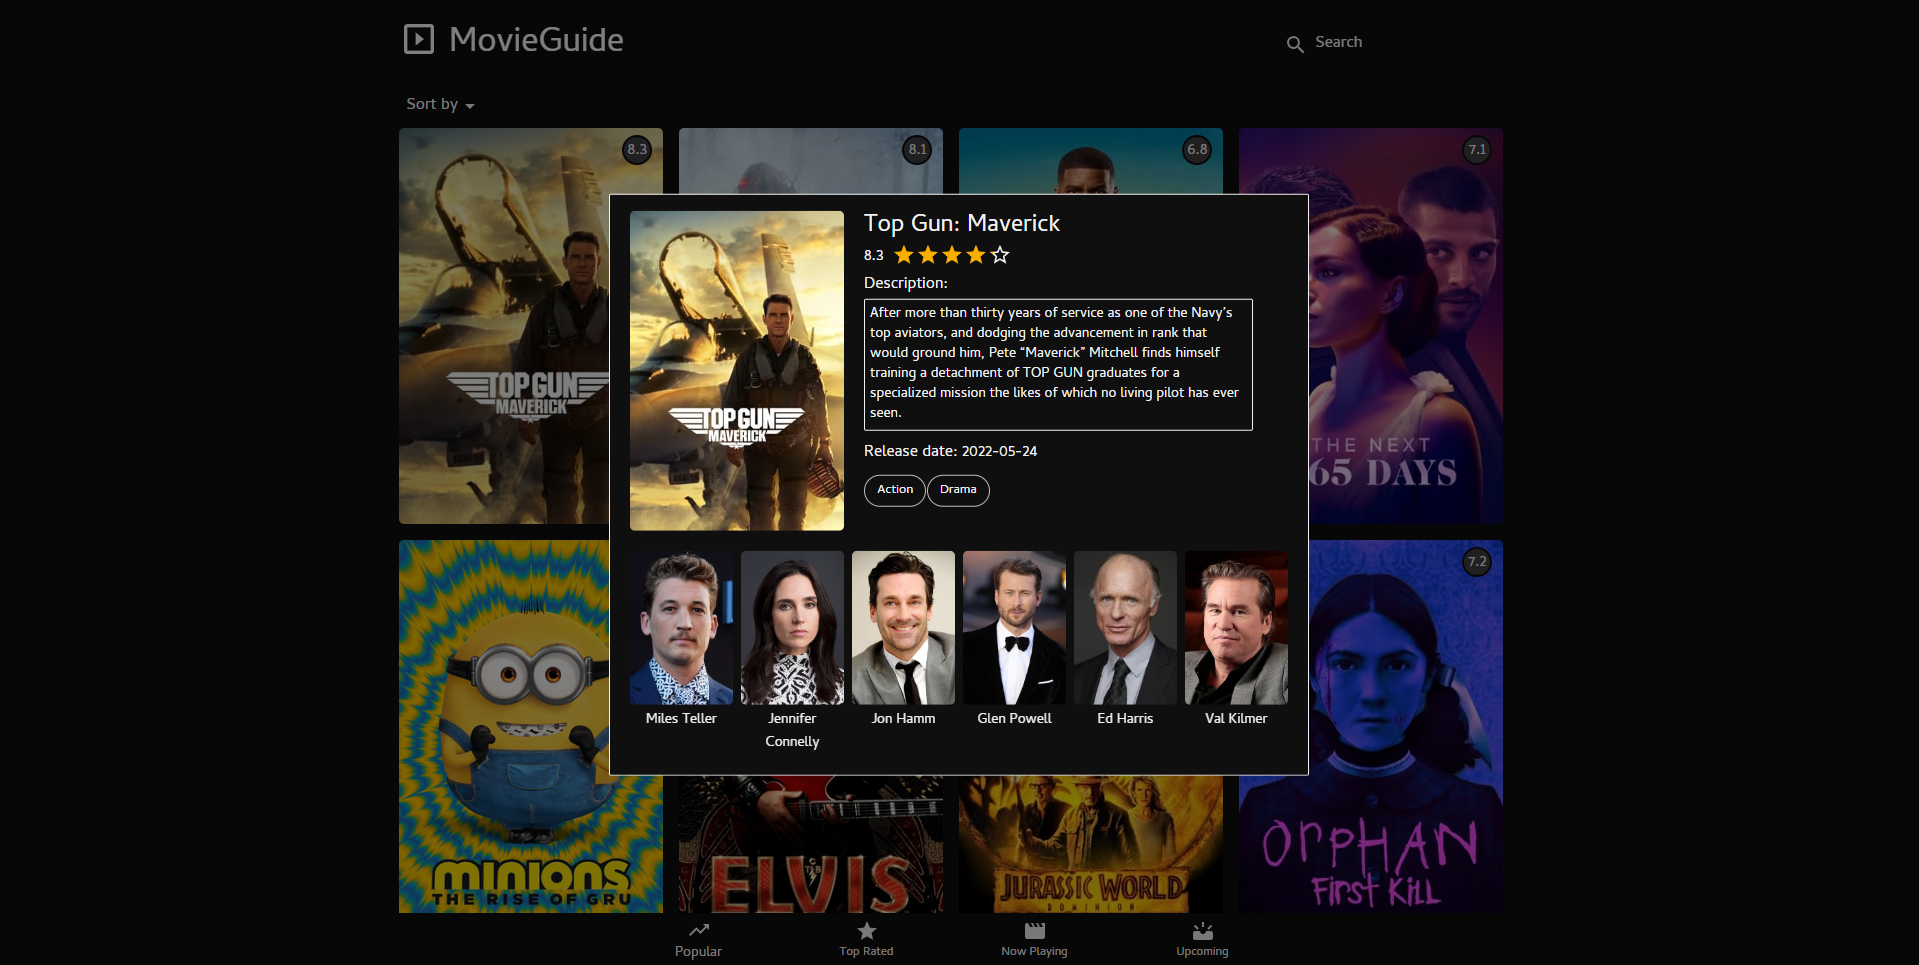 MovieGuide
Search
Sort by
8.3
8.1
6.8
7.1
TOP GUN
MAVERICK
THE NEXT
65 DAYS
Top Gun: Maverick
8.3
Description:
After more than thirty years of service as one of the Navy's
top aviators, and dodging the advancement in rank that
would ground him, Pete “Maverick” Mitchell finds himself
training a detachment of TOP GUN graduates for a
specialized mission the likes of which no living pilot has ever
seen.
Release date: 2022-05-24
Action
Drama
TOP GUN
MAVERICK
Miles Teller
Jennifer
Connelly
Jon Hamm
Glen Powell
Ed Harris
Val Kilmer
7.2
minions
THE RISE OF GRU
TCB
ELVIS
JURASSIC WORLD
DOMINION
ORPHAN
FIRST KILL
Popular
Top Rated
Now Playing
Upcoming